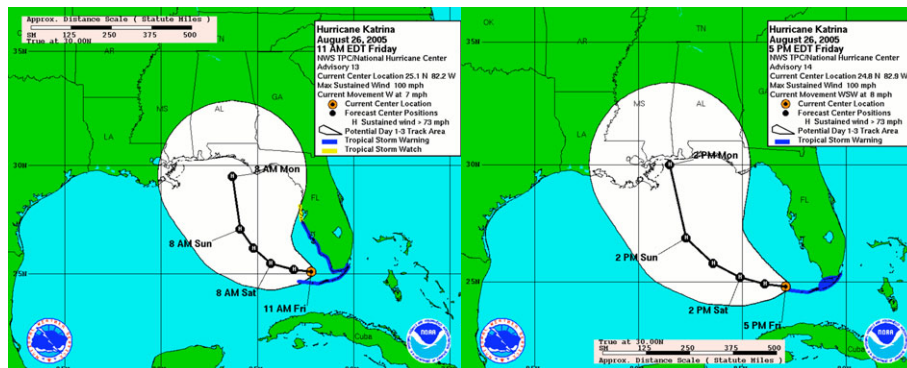 Approx. Distance Scale ( Statute Miles )
SM 125 250 375 500
True at 30.00N
Hurricane Katrina
August 26, 2005
11 AM EDT Friday
NWS TPC/National Hurricane Center
Advisory 13
Current Center Location 25.1 N 82.2 W
Max Sustained Wind 100 mph
Current Movement W at 7 mph
Current Center Location
Forecast Center Positions
H Sustained wind > 73 mph
Potential Day 1-3 Track Area
Tropical Storm Warning
Tropical Storm Watch
35N
30N
25N
AR
TN
MS
AL
GA
LA
FL
8 AM Mon
8 AM Sun
8 AM Sat
11 AM Fri
H
H
H
H
H
Cuba
NOAA
Hurricane Katrina
August 26, 2005
5 PM EDT Friday
NWS TPC/National Hurricane Center
Advisory 14
Current Center Location 24.8 N 82.9 W
Max Sustained Wind 100 mph
Current Movement WSW at 8 mph
Current Center Location
Forecast Center Positions
H Sustained wind > 73 mph
Potential Day 1-3 Track Area
Tropical Storm Warning
OK
AR
TN
35N
MS
AL
GA
LA
30N
FL
25N
2 PM Mon
2 PM Sun
2 PM Sat
5 PM Fri
H
H
H
H
H
Cuba
NOAA
True at 30.00N
SM 125 250 375 500
Approx. Distance Scale ( Statute Miles )